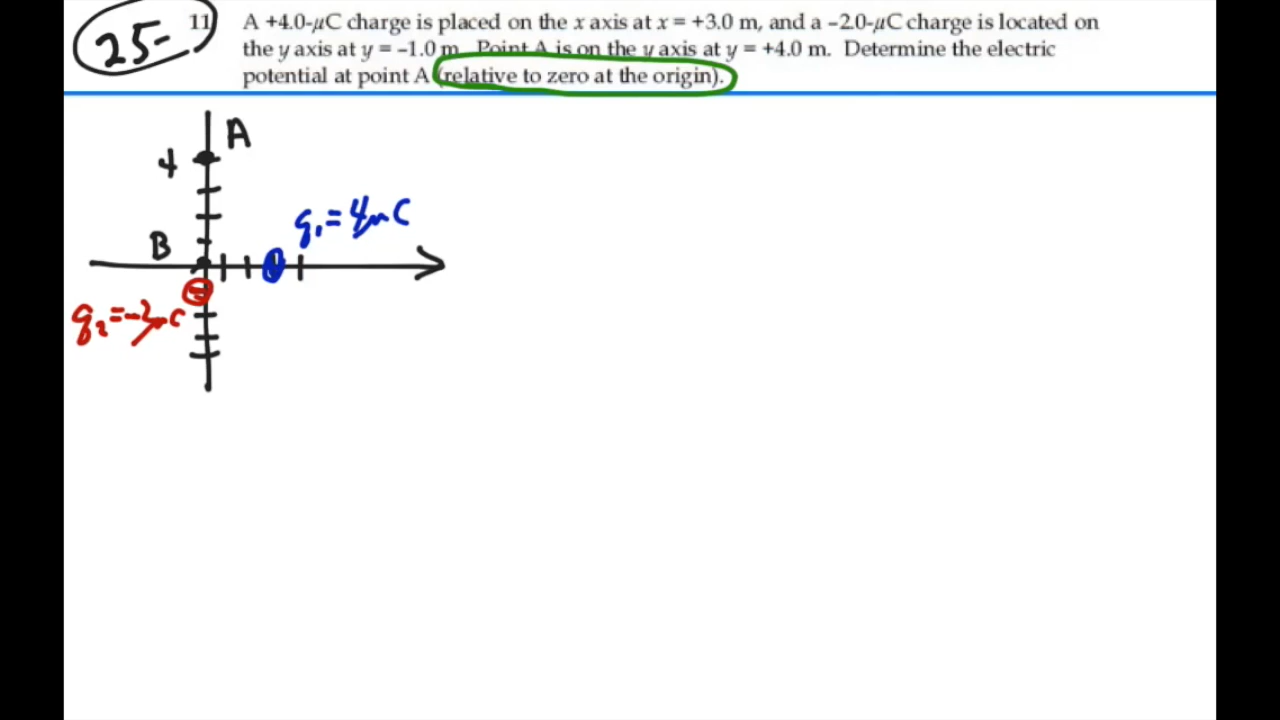 25-
11) A +4.0-μC charge is placed on the x axis at x = +3.0 m, and a –2.0-μC charge is located on
the y axis at y = –1.0 m. Point A is on the y axis at y = +4.0 m. Determine the electric
potential at point A (relative to zero at the origin).
A
4
q₁ = 4μC
B
q₂ = -2μC